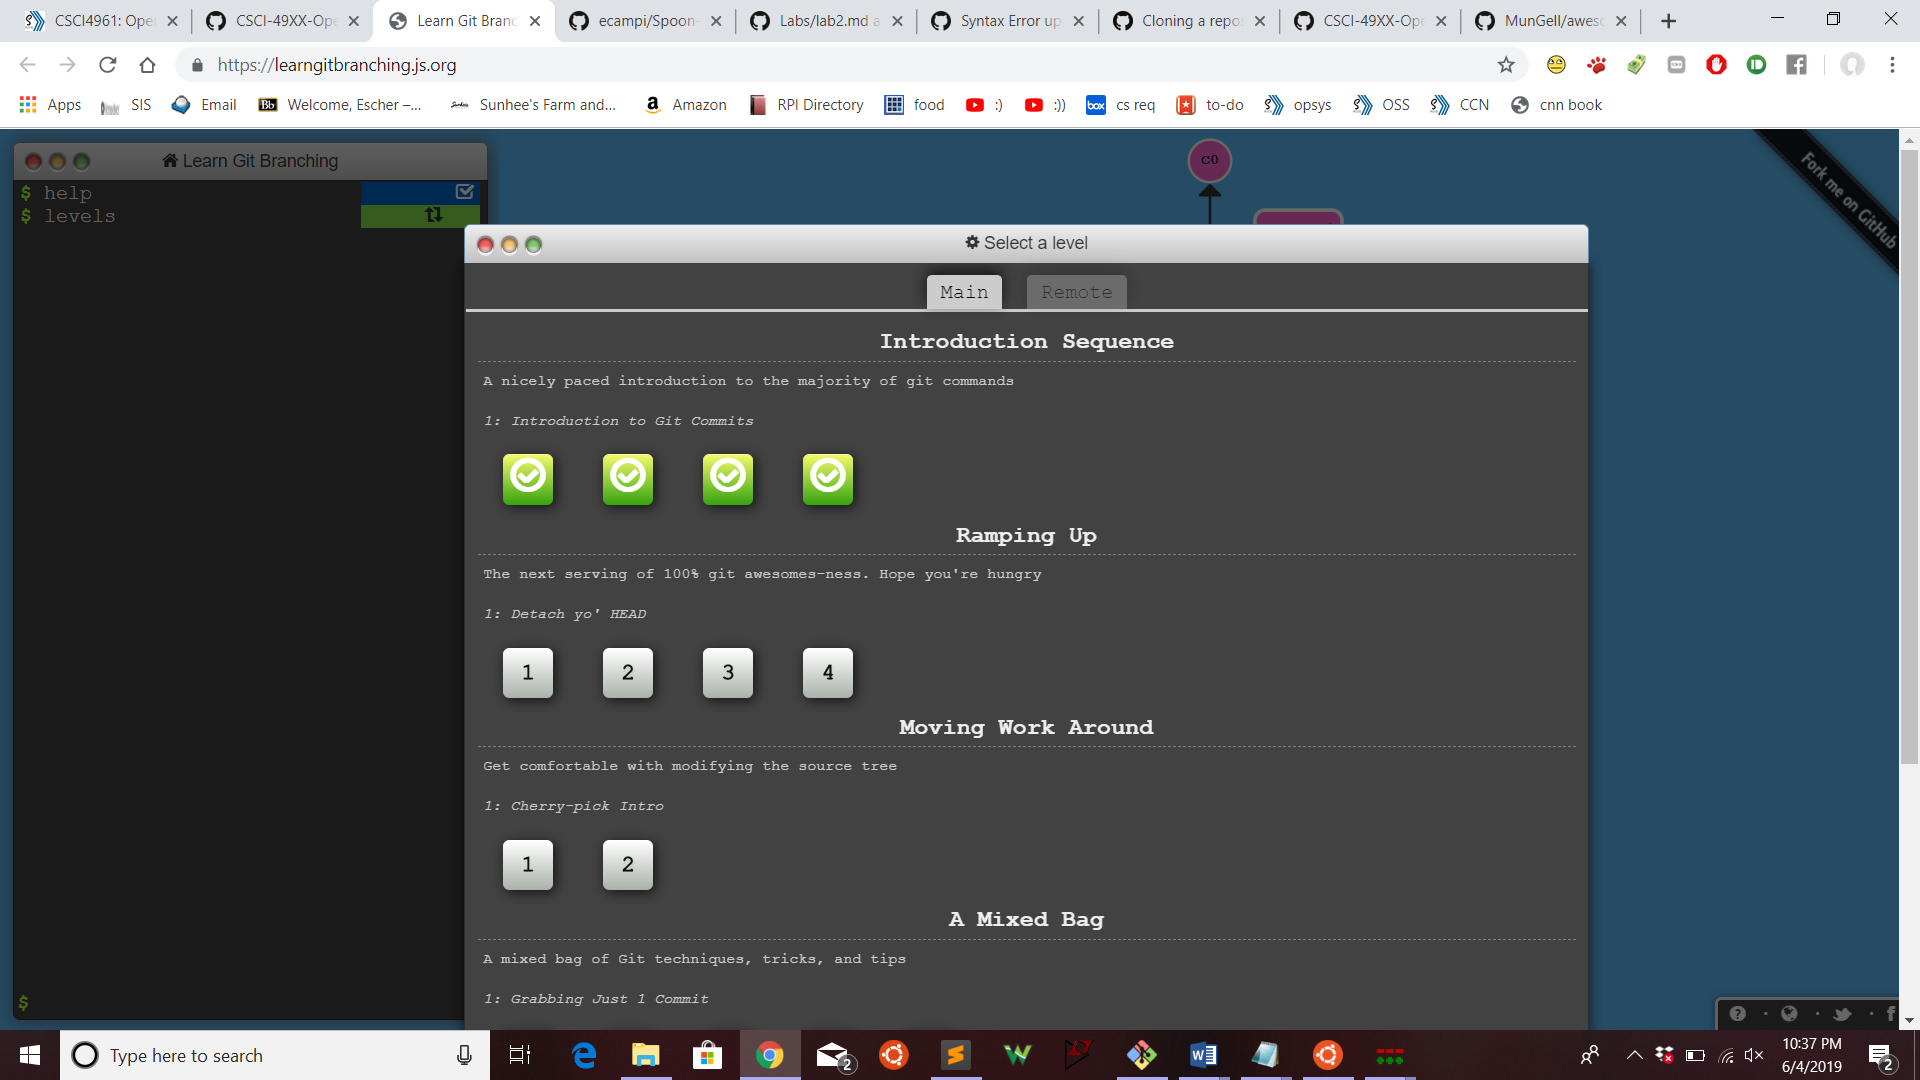 CSCI4961: Ope
CSCI-49XX-Ope
Learn Git Branc
ecampi/Spoon-
Labs/lab2.md a
Syntax Error up
Cloning a repo
CSCI-49XX-Ope
MunGell/aweso
https://learngitbranching.js.org
Apps SIS Email Bb Welcome, Escher –... Sunhee's Farm and... Amazon RPI Directory food :) :)) box cs req to-do opsys OSS CCN cnn book
Learn Git Branching
$ help
$ levels
$
C0
Fork me on GitHub
Select a level
Main Remote
Introduction Sequence
A nicely paced introduction to the majority of git commands
1: Introduction to Git Commits
Ramping Up
The next serving of 100% git awesomes-ness. Hope you're hungry
1: Detach yo' HEAD
1 2 3 4
Moving Work Around
Get comfortable with modifying the source tree
1: Cherry-pick Intro
1 2
A Mixed Bag
A mixed bag of Git techniques, tricks, and tips
1: Grabbing Just 1 Commit
Type here to search
2
10:37 PM
6/4/2019
2